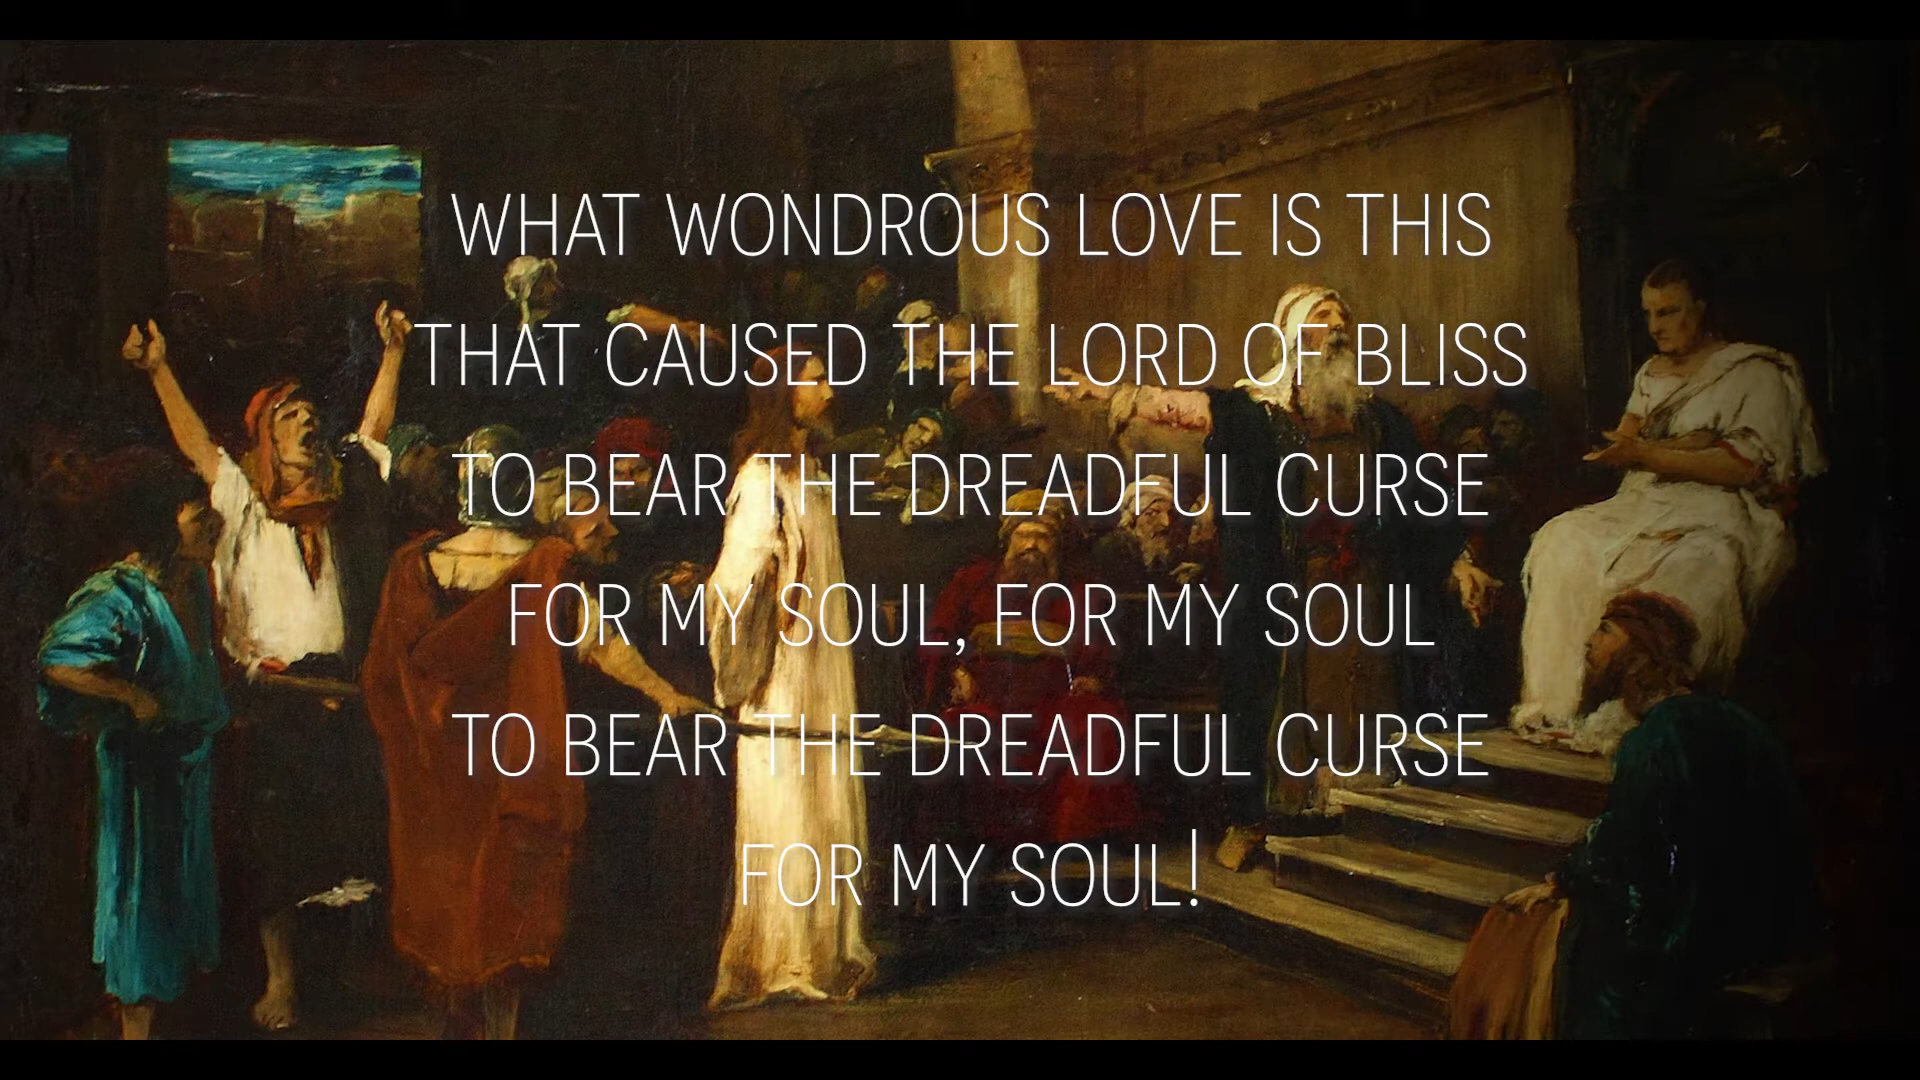 WHAT WONDROUS LOVE IS THIS
THAT CAUSED THE LORD OF BLISS
TO BEAR THE DREADFUL CURSE
FOR MY SOUL, FOR MY SOUL
TO BEAR THE DREADFUL CURSE
FOR MY SOUL!